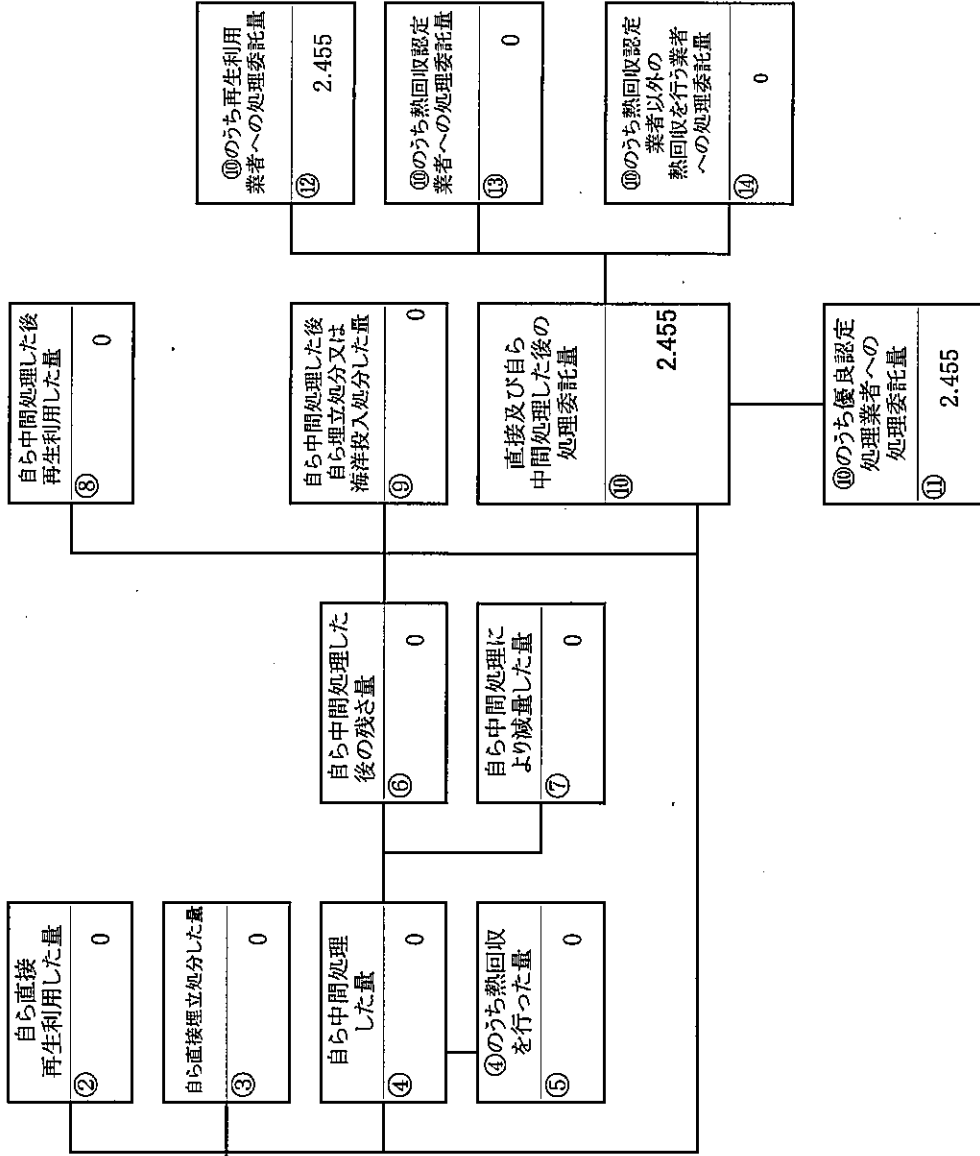 自ら直接
再生利用した量
②
0
自ら直接埋立処分した量
③
0
自ら中間処理
した量
④
0
④のうち熱回収
を行った量
⑤
0
自ら中間処理した
後の残さ量
⑥
0
自ら中間処理に
より減量した量
⑦
0
自ら中間処理した後
再生利用した量
⑧
0
自ら中間処理した後
自ら埋立処分又は
海洋投入処分した量
⑨
0
直接及び自ら
中間処理した後の
処理委託量
⑩
2.455
⑩のうち優良認定
処理業者への
処理委託量
⑪
2.455
⑩のうち再生利用
業者への処理委託量
⑫
2.455
⑩のうち熱回収認定
業者への処理委託量
⑬
0
⑩のうち熱回収認定
業者以外の
熱回収を行う業者
への処理委託量
⑭
0